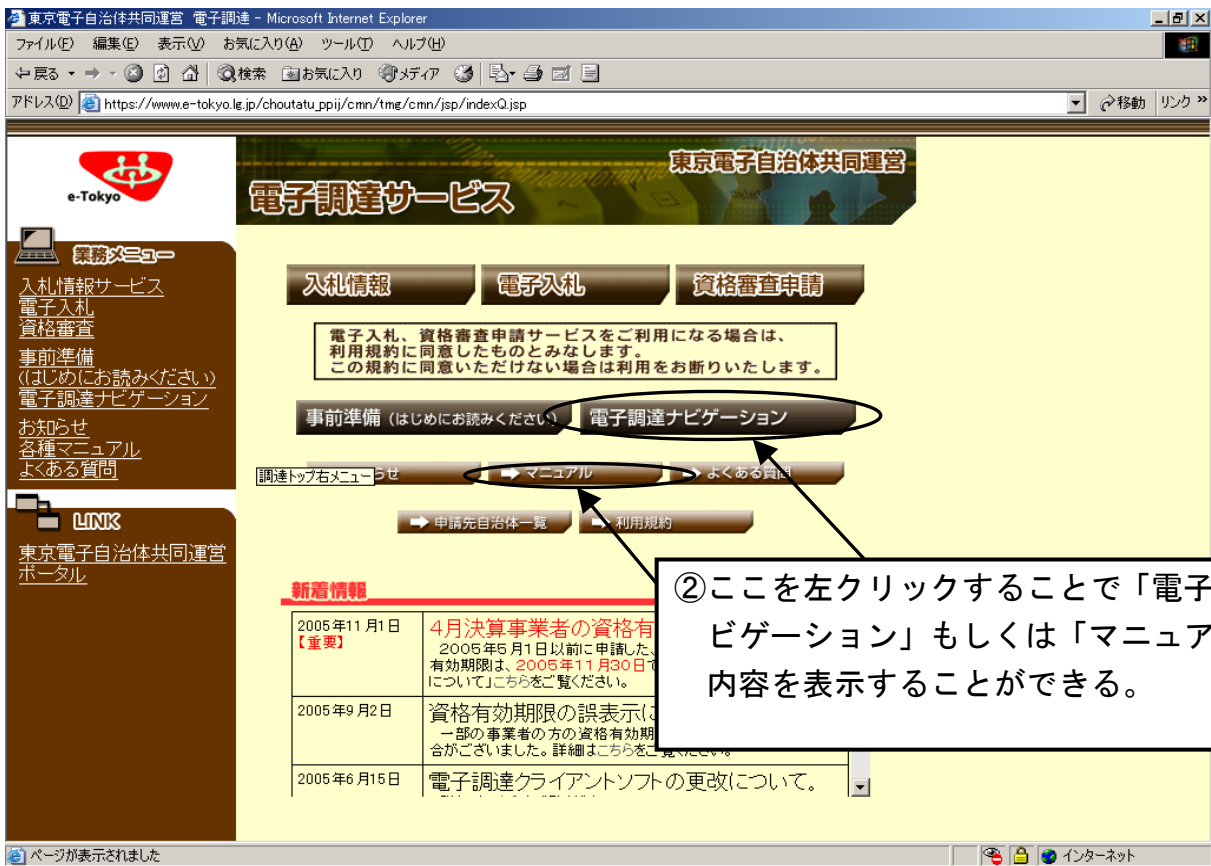 東京電子自治体共同運営 電子調達 - Microsoft Internet Explorer
ファイル(F) 編集(E) 表示(V) お気に入り(A) ツール(T) ヘルプ(H)
戻る 検索 お気に入り メディア
アドレス(D) https://www.e-tokyo.lg.jp/choutatu_ppij/cmn/tmg/cmn/jsp/indexQ.jsp 移動 リンク »
e-Tokyo
東京電子自治体共同運営
電子調達サービス
業務メニュー
入札情報サービス
電子入札
資格審査
事前準備
(はじめにお読みください)
電子調達ナビゲーション
お知らせ
各種マニュアル
よくある質問
LINK
東京電子自治体共同運営
ポータル
入札情報 電子入札 資格審査申請
電子入札、資格審査申請サービスをご利用になる場合は、
利用規約に同意したものとみなします。
この規約に同意いただけない場合は利用をお断りいたします。
事前準備 (はじめにお読みください) 電子調達ナビゲーション
調達トップ右メニュー らせ マニュアル よくある質問
申請先自治体一覧 利用規約
②ここを左クリックすることで「電子
ビゲーション」もしくは「マニュア
内容を表示することができる。
新着情報
2005年11月1日
【重要】
4月決算事業者の資格有
2005年5月1日以前に申請した、
有効期限は、2005年11月30日で
について」こちらをご覧ください。
2005年9月2日
資格有効期限の誤表示に
一部の事業者の方の資格有効期
合がございました。詳細はこちらをご覧ください。
2005年6月15日
電子調達クライアントソフトの更改について。
ページが表示されました インターネット